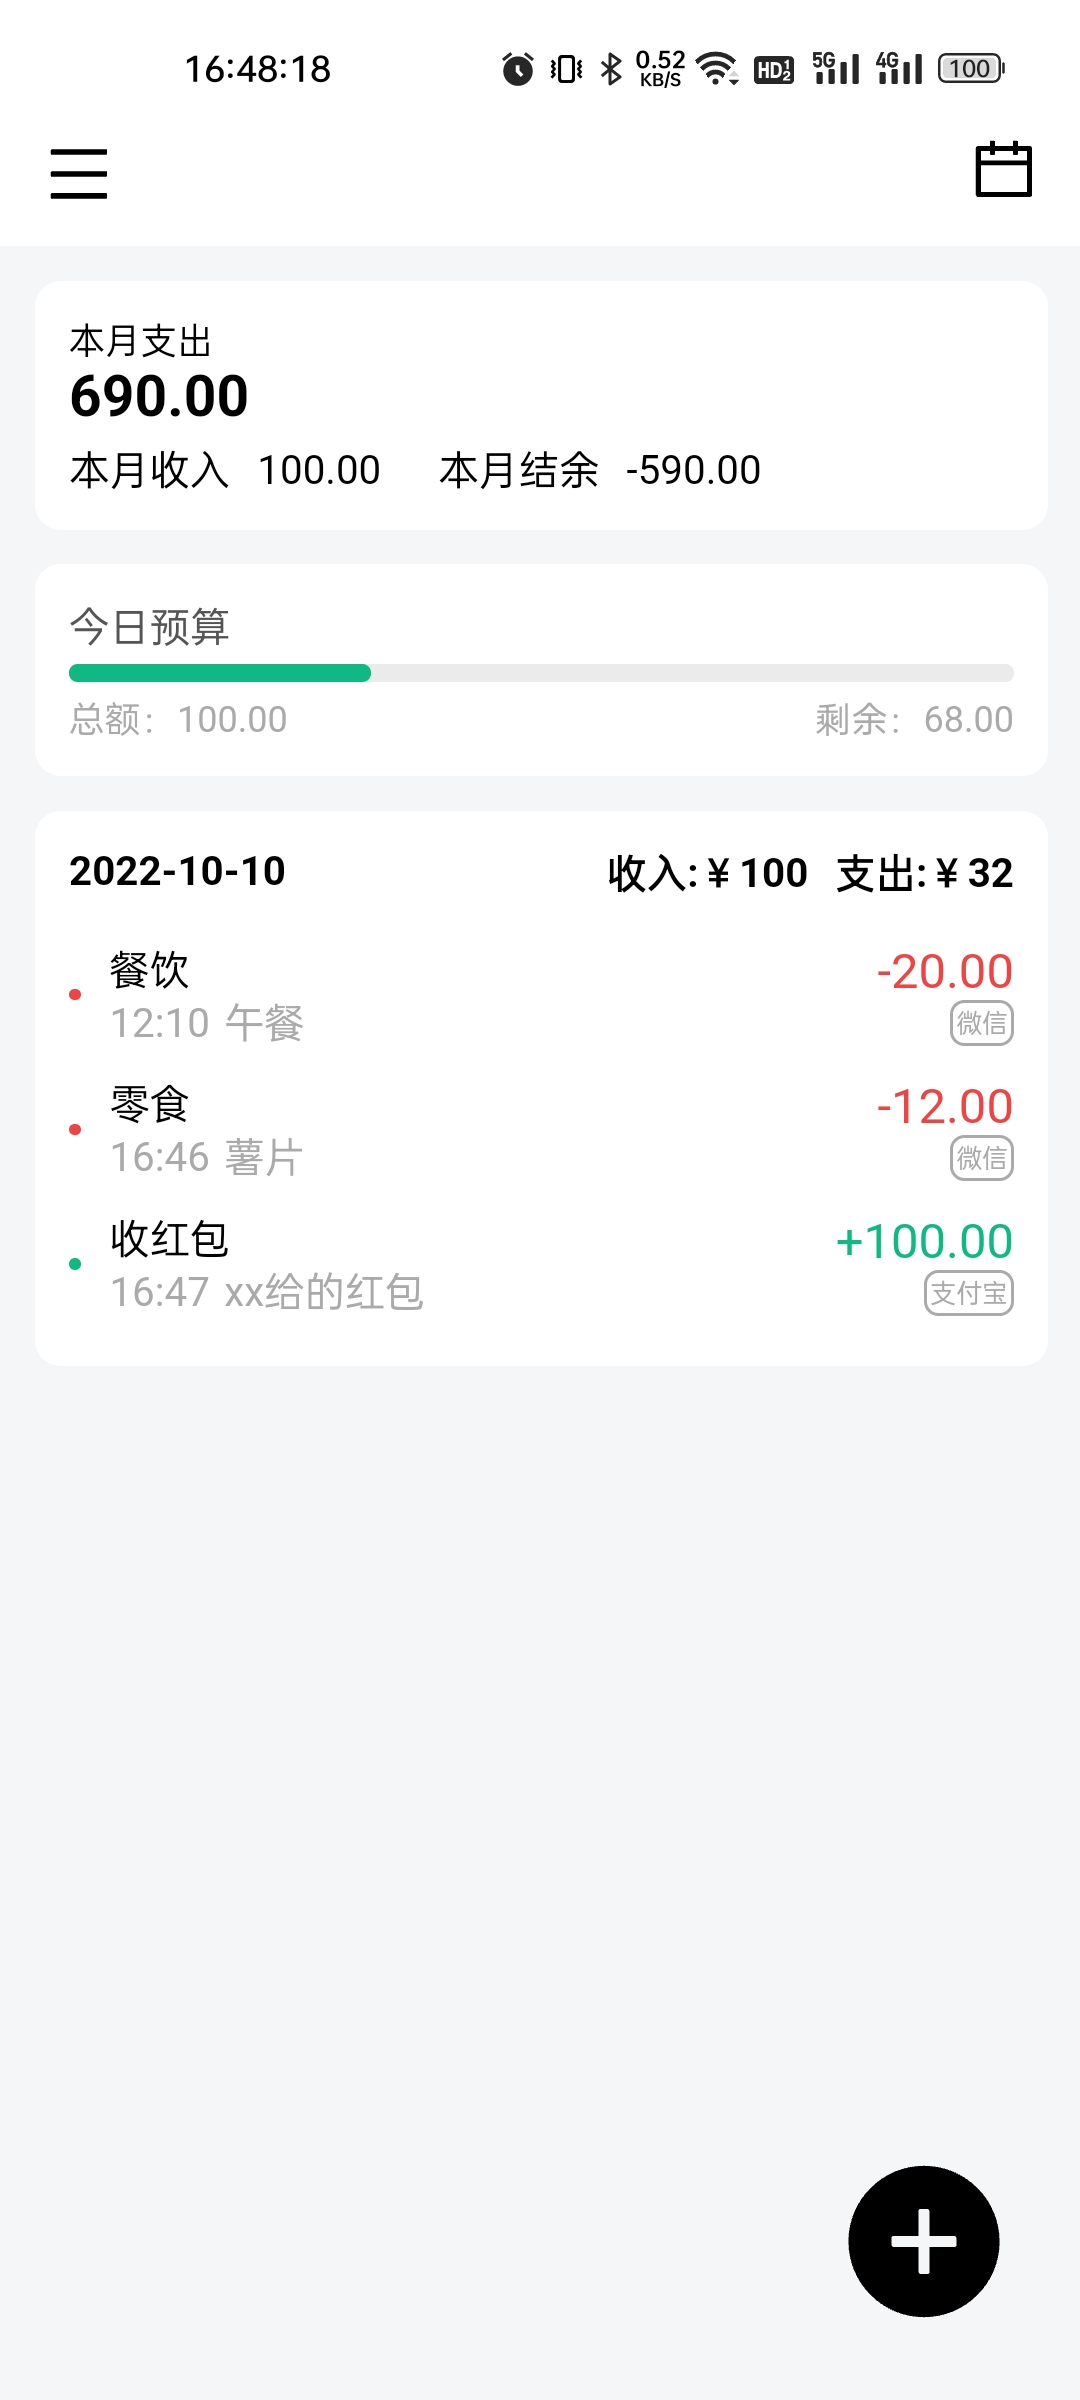 16:48:18 0.52 KB/S HD 1 2 5G 4G 100
本月支出
690.00
本月收入 100.00 本月结余 -590.00
今日预算
总额： 100.00 剩余： 68.00
2022-10-10 收入:¥100 支出:¥32
餐饮 -20.00
12:10 午餐 微信
零食 -12.00
16:46 薯片 微信
收红包 +100.00
16:47 xx给的红包 支付宝